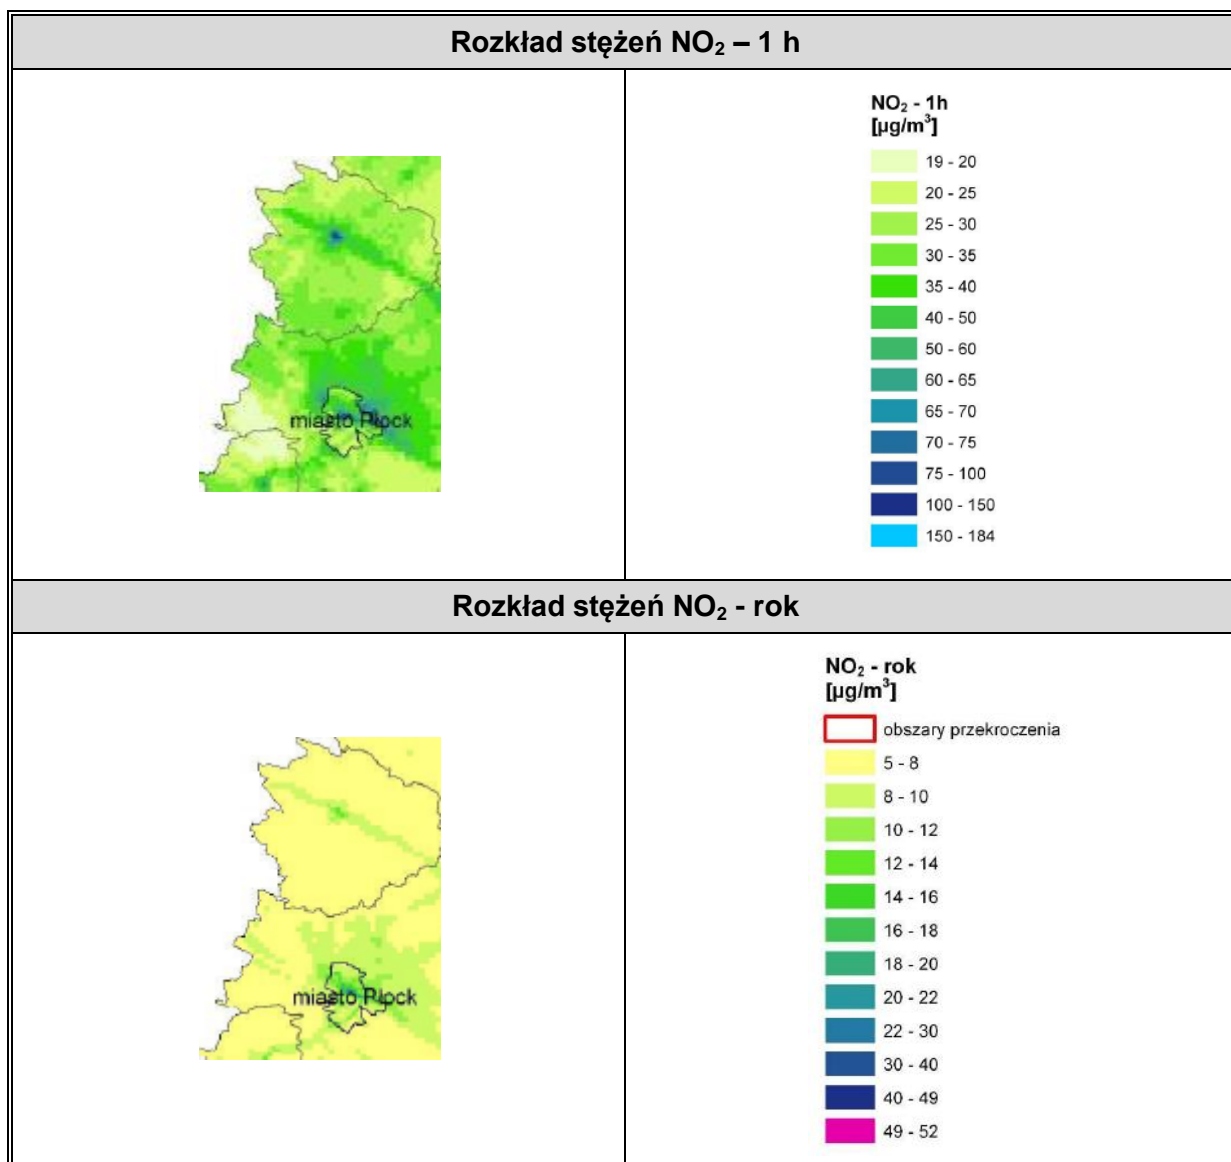 Rozkład stężeń NO₂ – 1 h
NO₂ - 1h
[µg/m³]
19 - 20
20 - 25
25 - 30
30 - 35
35 - 40
40 - 50
50 - 60
60 - 65
65 - 70
70 - 75
75 - 100
100 - 150
150 - 184
miasto Płock
Rozkład stężeń NO₂ - rok
NO₂ - rok
[µg/m³]
obszary przekroczenia
5 - 8
8 - 10
10 - 12
12 - 14
14 - 16
16 - 18
18 - 20
20 - 22
22 - 30
30 - 40
40 - 49
49 - 52
miasto Płock